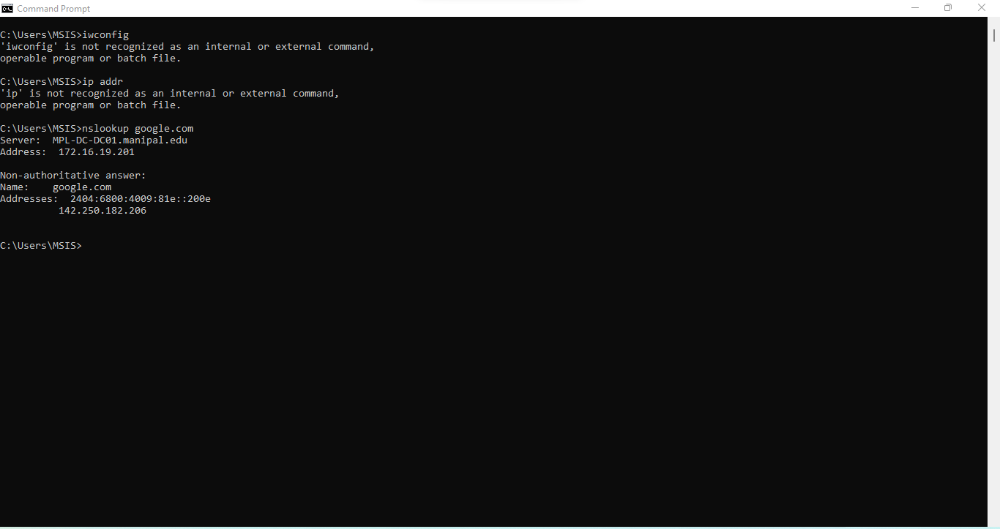 Command Prompt
C:\Users\MSIS>iwconfig
'iwconfig' is not recognized as an internal or external command,
operable program or batch file.
C:\Users\MSIS>ip addr
'ip' is not recognized as an internal or external command,
operable program or batch file.
C:\Users\MSIS>nslookup google.com
Server:  MPL-DC-DC01.manipal.edu
Address:  172.16.19.201
Non-authoritative answer:
Name:    google.com
Addresses:  2404:6800:4009:81e::200e
          142.250.182.206
C:\Users\MSIS>